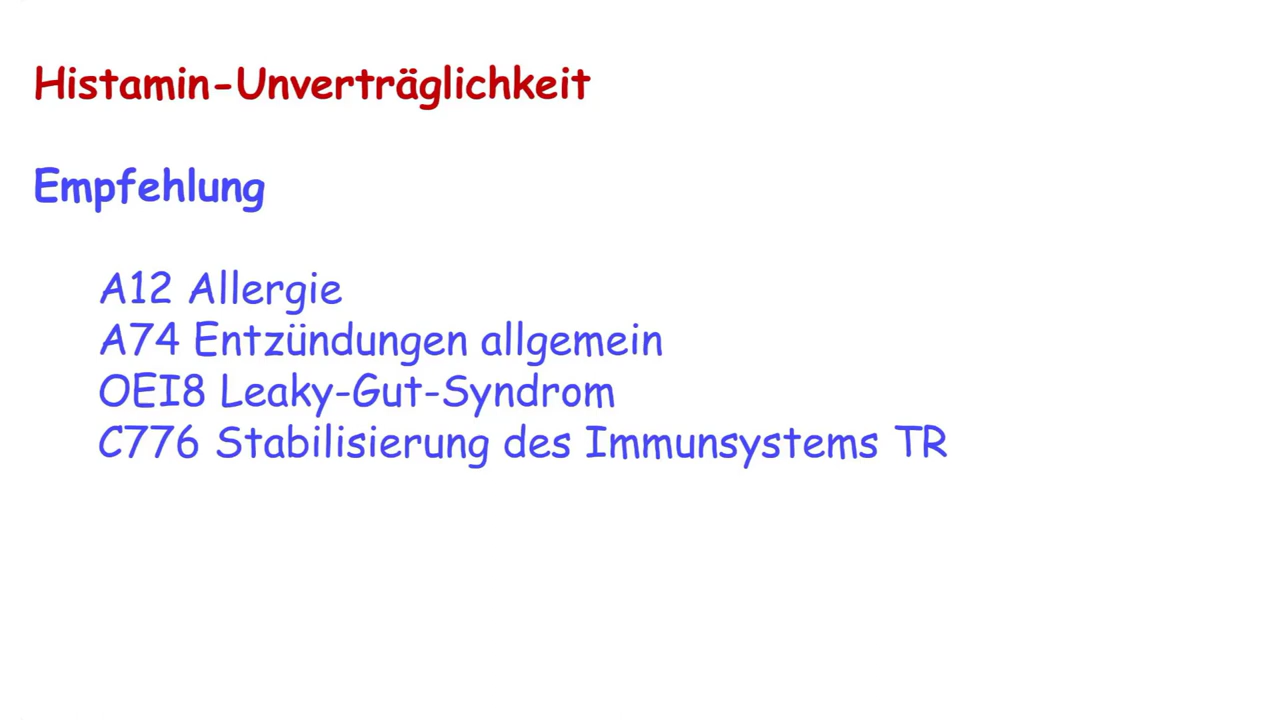 Histamin-Unverträglichkeit
Empfehlung
A12 Allergie
A74 Entzündungen allgemein
OEI8 Leaky-Gut-Syndrom
C776 Stabilisierung des Immunsystems TR